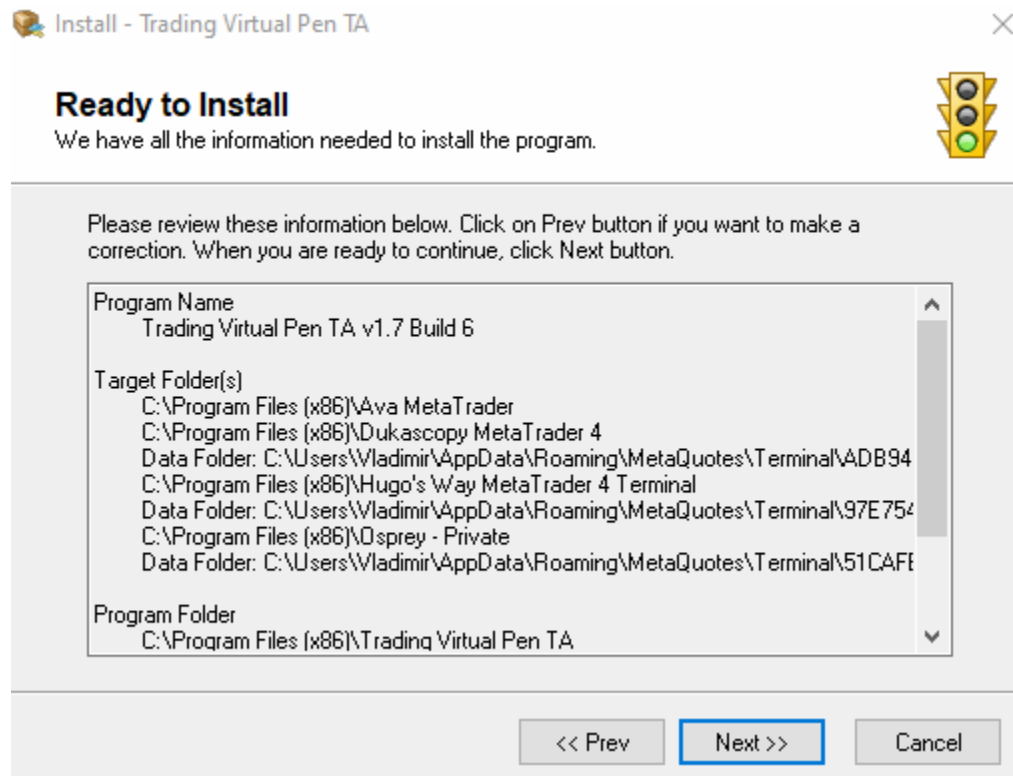 Install - Trading Virtual Pen TA
Ready to Install
We have all the information needed to install the program.
Please review these information below. Click on Prev button if you want to make a
correction. When you are ready to continue, click Next button.
Program Name
Trading Virtual Pen TA v1.7 Build 6
Target Folder(s)
C:\Program Files (x86)\Ava MetaTrader
C:\Program Files (x86)\Dukascopy MetaTrader 4
Data Folder: C:\Users\Vladimir\AppData\Roaming\MetaQuotes\Terminal\ADB94
C:\Program Files (x86)\Hugo's Way MetaTrader 4 Terminal
Data Folder: C:\Users\Vladimir\AppData\Roaming\MetaQuotes\Terminal\97E754
C:\Program Files (x86)\Osprey - Private
Data Folder: C:\Users\Vladimir\AppData\Roaming\MetaQuotes\Terminal\51CAFE
Program Folder
C:\Program Files (x86)\Trading Virtual Pen TA
<< Prev
Next >>
Cancel